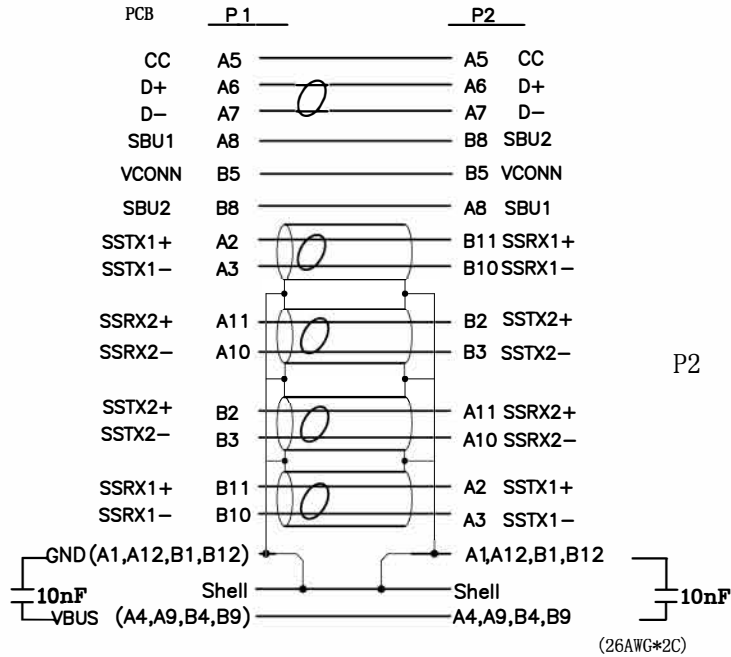 PCB P1 P2
CC A5 A5 CC
D+ A6 A6 D+
D− A7 A7 D−
SBU1 A8 B8 SBU2
VCONN B5 B5 VCONN
SBU2 B8 A8 SBU1
SSTX1+ A2 B11 SSRX1+
SSTX1− A3 B10 SSRX1−
SSRX2+ A11 B2 SSTX2+
SSRX2− A10 B3 SSTX2−
P2
SSTX2+ B2 A11 SSRX2+
SSTX2− B3 A10 SSRX2−
SSRX1+ B11 A2 SSTX1+
SSRX1− B10 A3 SSTX1−
GND (A1,A12,B1,B12) A1,A12,B1,B12
10nF Shell Shell 10nF
VBUS (A4,A9,B4,B9) A4,A9,B4,B9
(26AWG*2C)